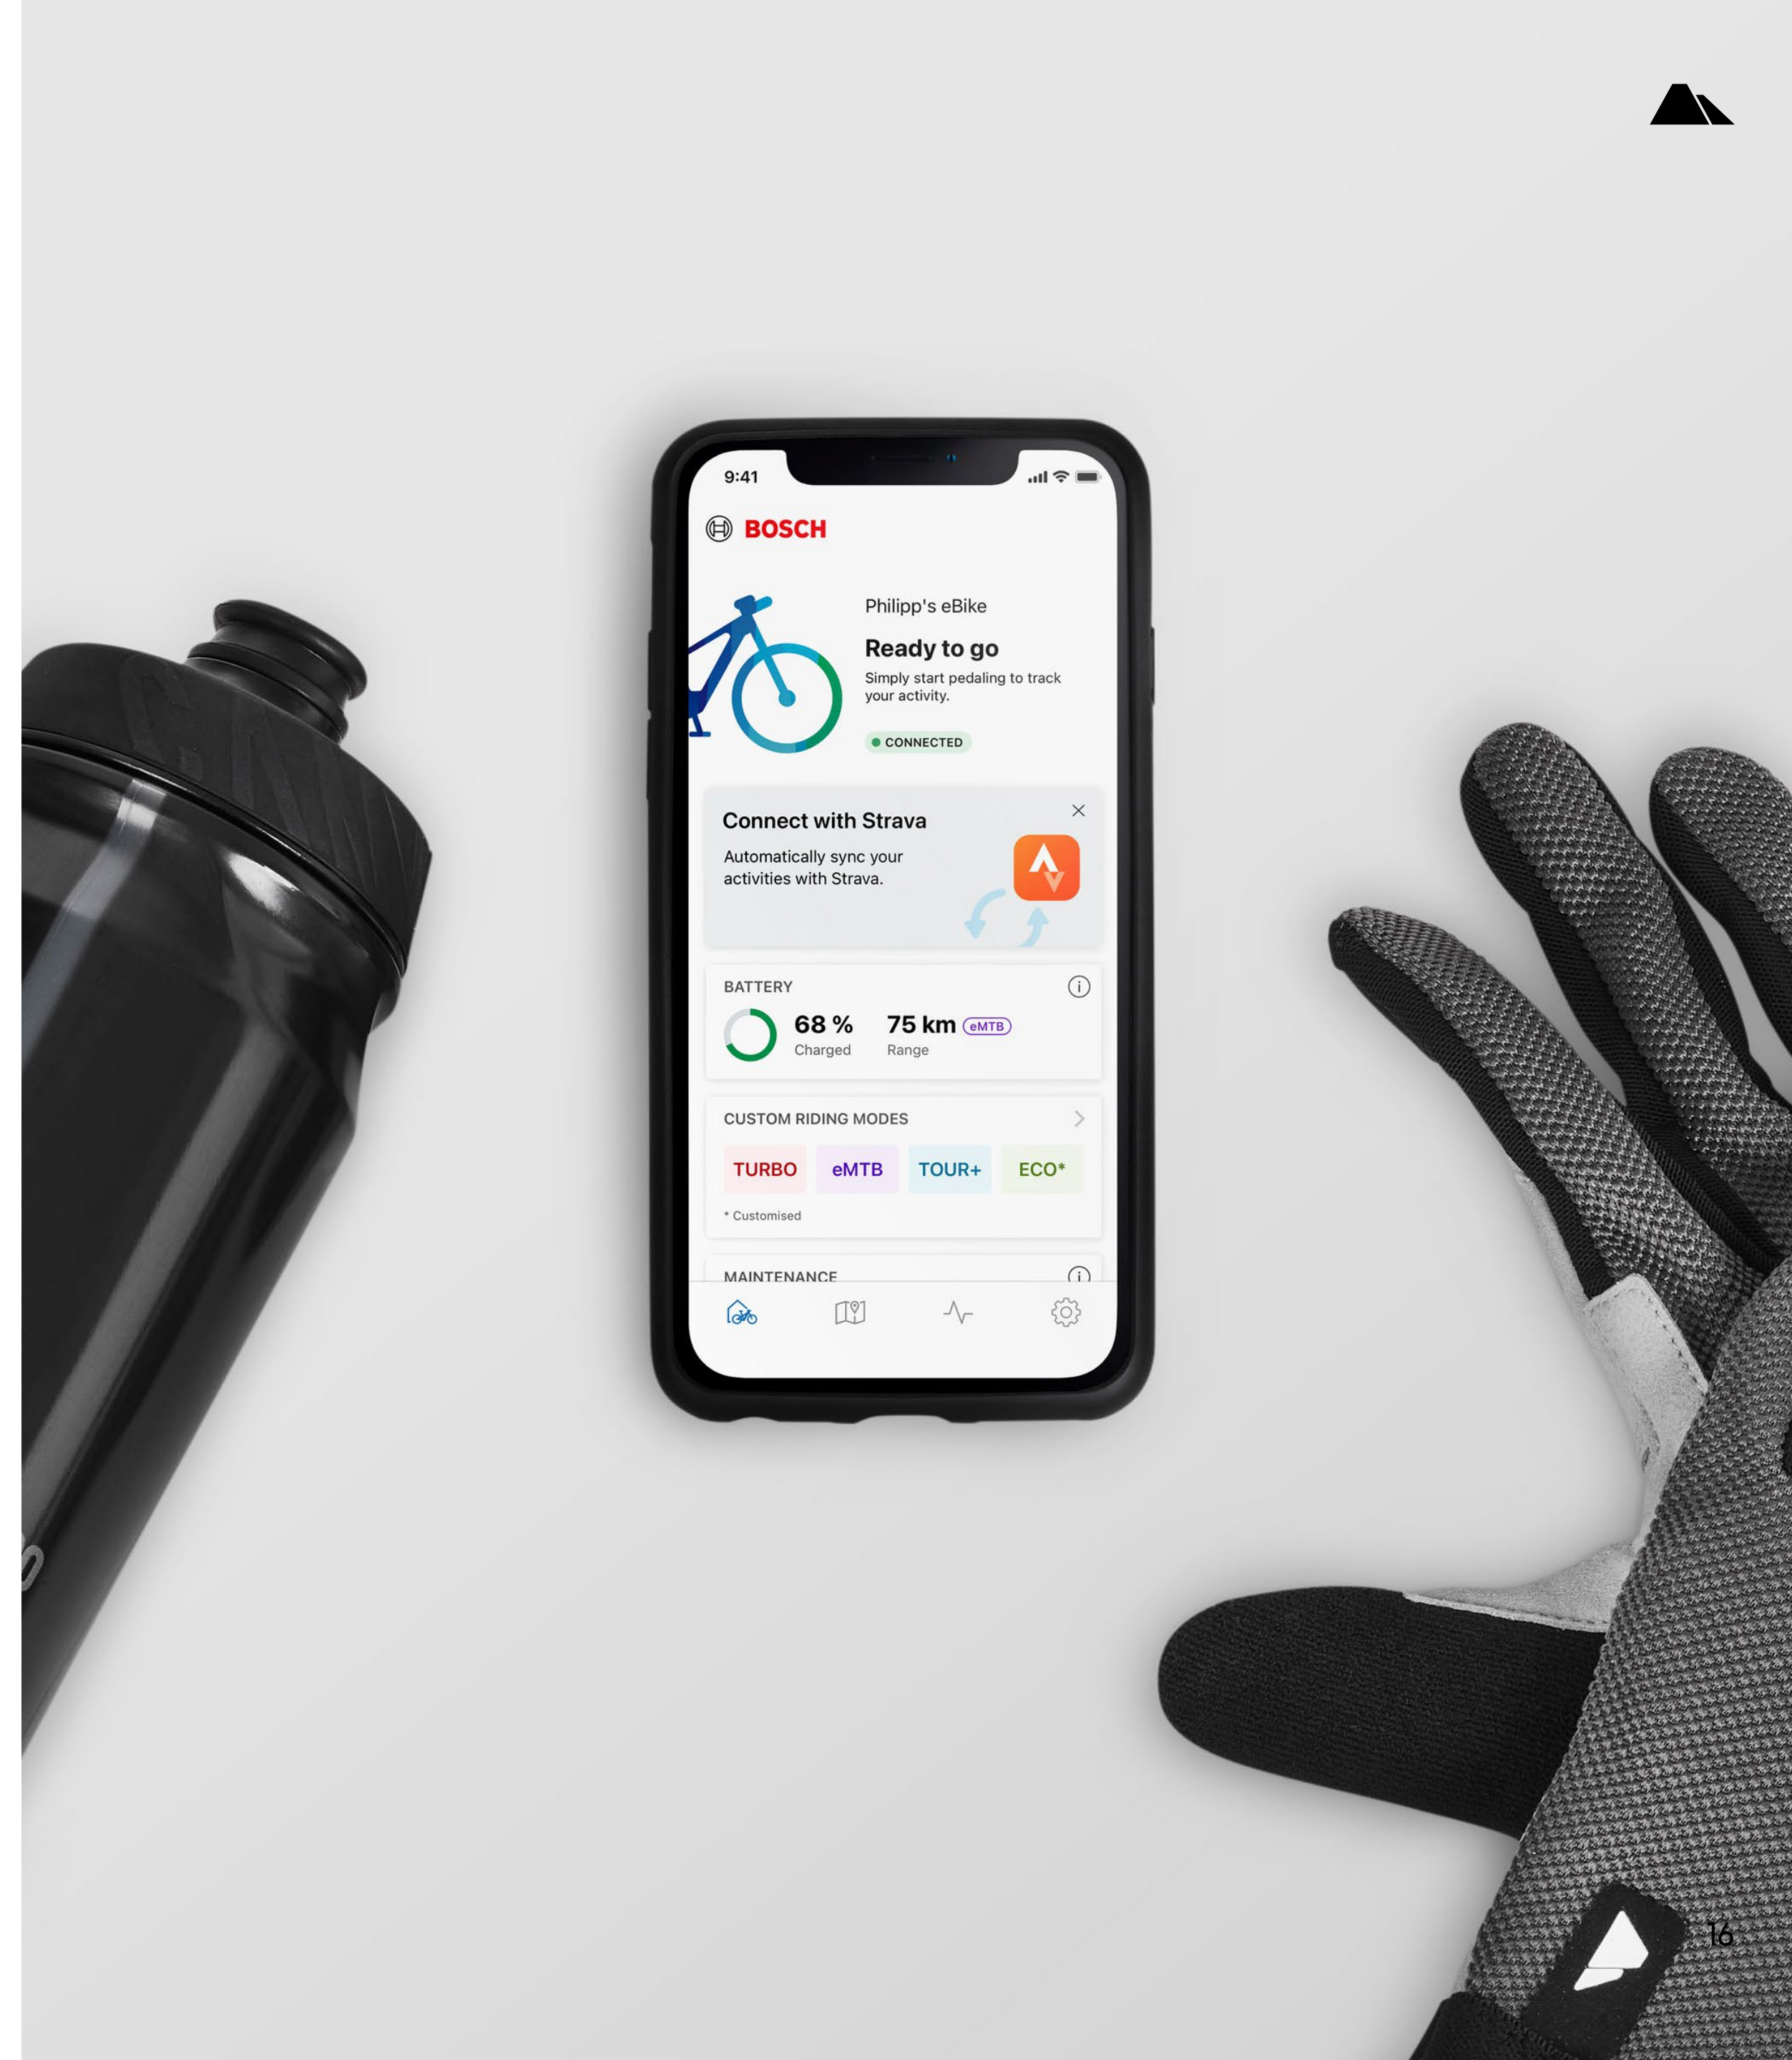 9:41
BOSCH
Philipp's eBike
Ready to go
Simply start pedaling to track
your activity.
CONNECTED
Connect with Strava
Automatically sync your
activities with Strava.
BATTERY
68 %
75 km eMTB
Charged
Range
CUSTOM RIDING MODES
TURBO eMTB TOUR+ ECO*
* Customised
MAINTENANCE
16